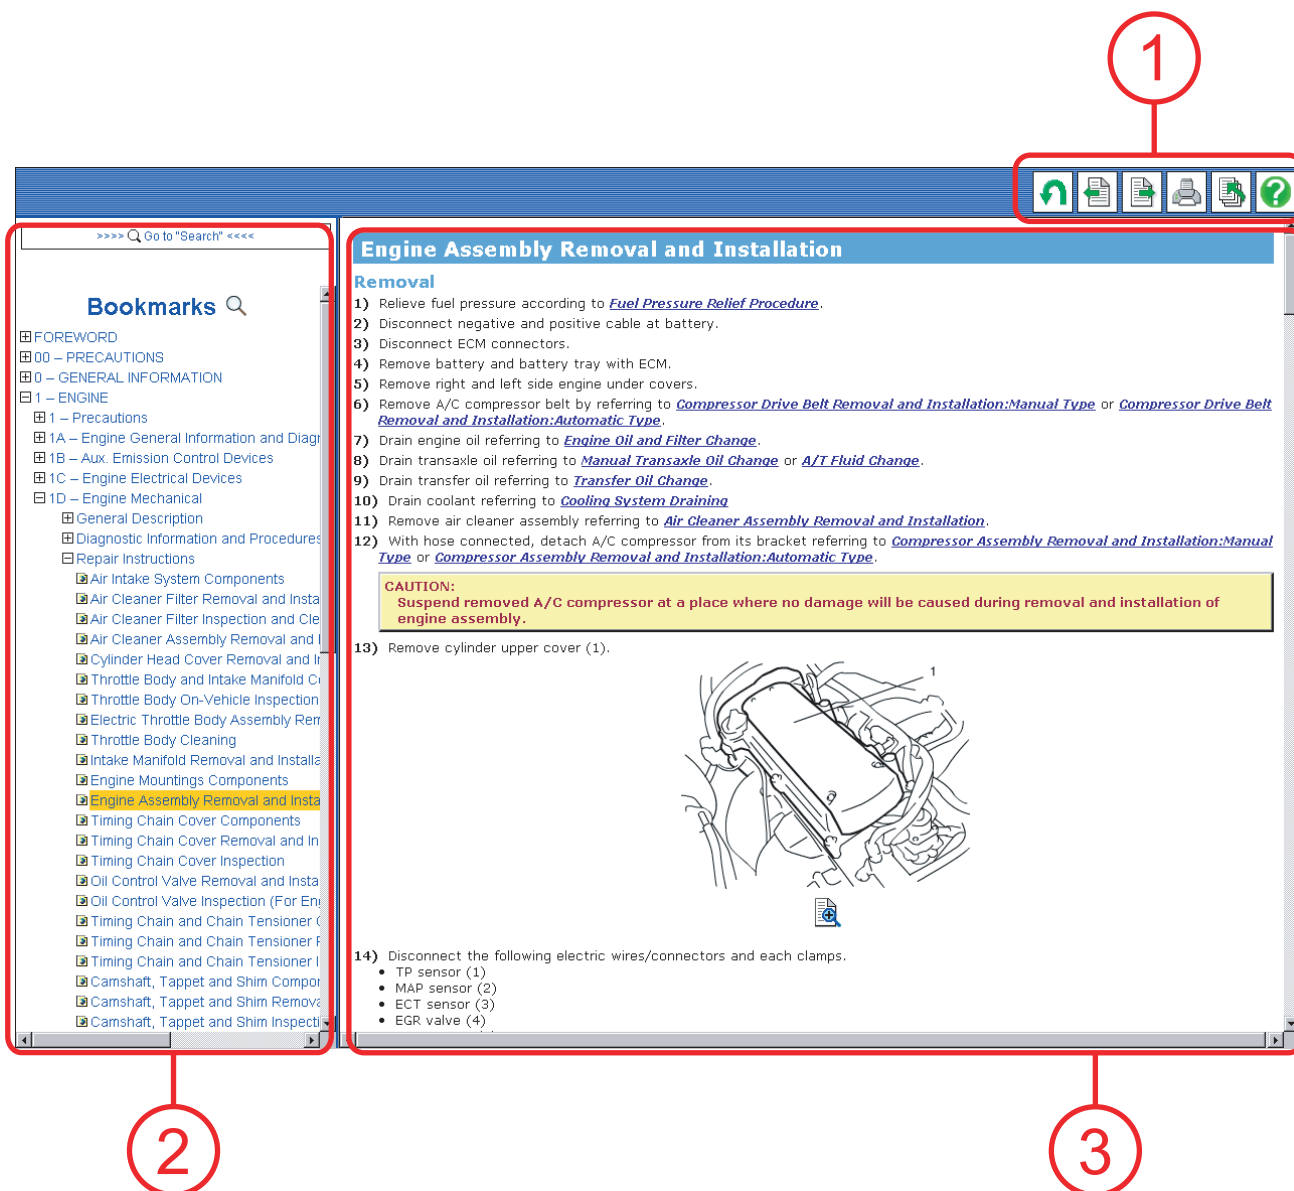 1
>>>> Go to "Search" <<<<
Bookmarks
FOREWORD
00 – PRECAUTIONS
0 – GENERAL INFORMATION
1 – ENGINE
1 – Precautions
1A – Engine General Information and Diagn
1B – Aux. Emission Control Devices
1C – Engine Electrical Devices
1D – Engine Mechanical
General Description
Diagnostic Information and Procedures
Repair Instructions
Air Intake System Components
Air Cleaner Filter Removal and Insta
Air Cleaner Filter Inspection and Cle
Air Cleaner Assembly Removal and I
Cylinder Head Cover Removal and In
Throttle Body and Intake Manifold Co
Throttle Body On-Vehicle Inspection
Electric Throttle Body Assembly Rem
Throttle Body Cleaning
Intake Manifold Removal and Installa
Engine Mountings Components
Engine Assembly Removal and Insta
Timing Chain Cover Components
Timing Chain Cover Removal and In
Timing Chain Cover Inspection
Oil Control Valve Removal and Insta
Oil Control Valve Inspection (For Eng
Timing Chain and Chain Tensioner C
Timing Chain and Chain Tensioner R
Timing Chain and Chain Tensioner I
Camshaft, Tappet and Shim Compon
Camshaft, Tappet and Shim Remova
Camshaft, Tappet and Shim Inspecti
2
Engine Assembly Removal and Installation
Removal
1) Relieve fuel pressure according to Fuel Pressure Relief Procedure.
2) Disconnect negative and positive cable at battery.
3) Disconnect ECM connectors.
4) Remove battery and battery tray with ECM.
5) Remove right and left side engine under covers.
6) Remove A/C compressor belt by referring to Compressor Drive Belt Removal and Installation:Manual Type or Compressor Drive Belt
Removal and Installation:Automatic Type.
7) Drain engine oil referring to Engine Oil and Filter Change.
8) Drain transaxle oil referring to Manual Transaxle Oil Change or A/T Fluid Change.
9) Drain transfer oil referring to Transfer Oil Change.
10) Drain coolant referring to Cooling System Draining
11) Remove air cleaner assembly referring to Air Cleaner Assembly Removal and Installation.
12) With hose connected, detach A/C compressor from its bracket referring to Compressor Assembly Removal and Installation:Manual
Type or Compressor Assembly Removal and Installation:Automatic Type.
CAUTION:
Suspend removed A/C compressor at a place where no damage will be caused during removal and installation of
engine assembly.
13) Remove cylinder upper cover (1).
1
14) Disconnect the following electric wires/connectors and each clamps.
• TP sensor (1)
• MAP sensor (2)
• ECT sensor (3)
• EGR valve (4)
3